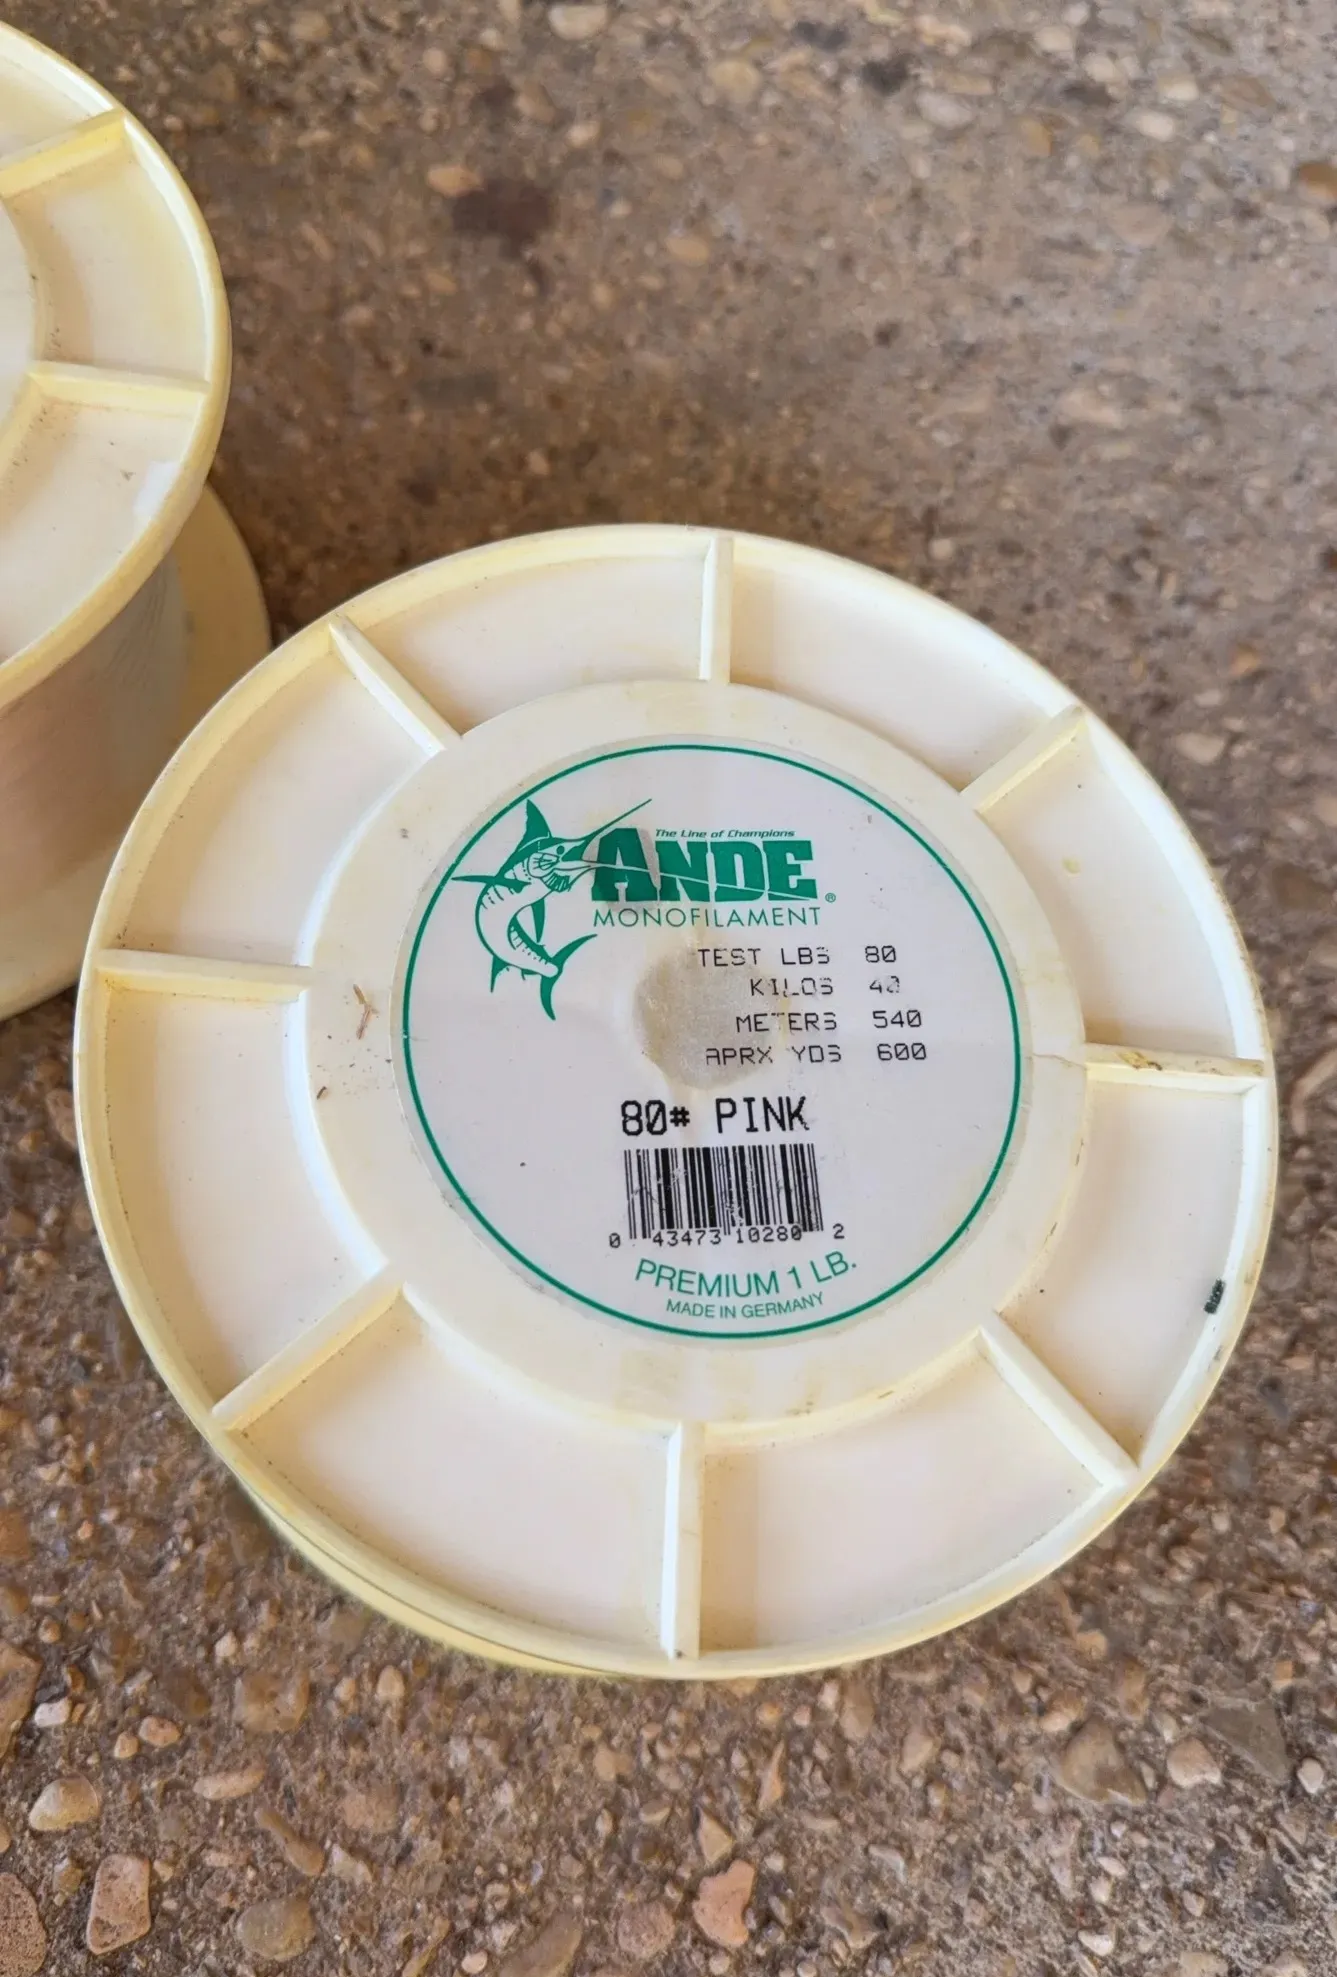 The Line of Champions
ANDE®
MONOFILAMENT
TEST LBS 80
KILOS 40
METERS 540
APRX YDS 600
80# PINK
0 43473 10280 2
PREMIUM 1 LB.
MADE IN GERMANY